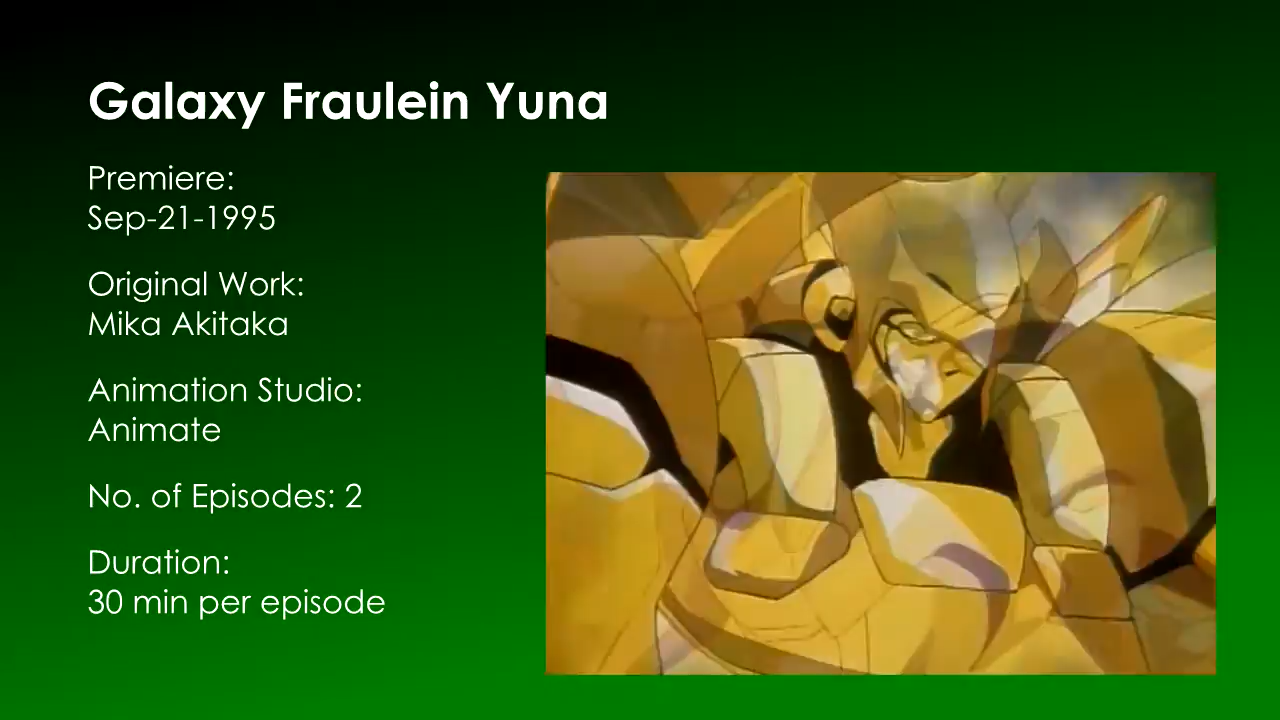 Galaxy Fraulein Yuna
Premiere:
Sep-21-1995
Original Work:
Mika Akitaka
Animation Studio:
Animate
No. of Episodes: 2
Duration:
30 min per episode